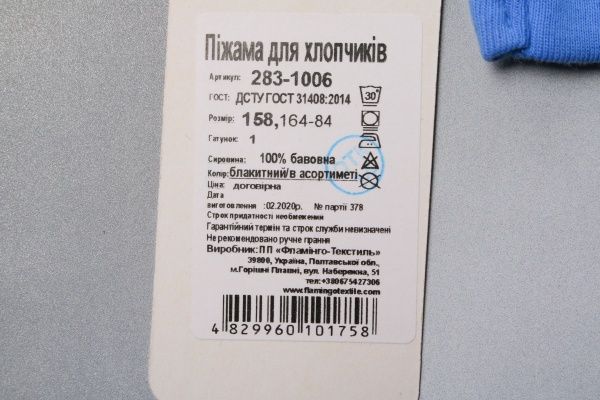 Піжама для хлопчиків
Артикул: 283-1006
ГОСТ: ДСТУ ГОСТ 31408:2014
30
Розмір: 158,164-84
Гатунок: 1
Сировина: 100% бавовна
Колір: блакитний/в асортименті
Ціна: договірна
Дата
виготовлення :02.2020р. № партії 378
Строк придатності необмежении
Гарантійний термін та строк служби невизначені
Не рекомендовано ручне прання
Виробник: ПП «Фламінго-Текстиль»
39800, Україна, Полтавської обл.,
м.Горішні Плавні, вул. Набережна, 51
тел:+380675427306
www.flamingotextile.com
4 829960 101758